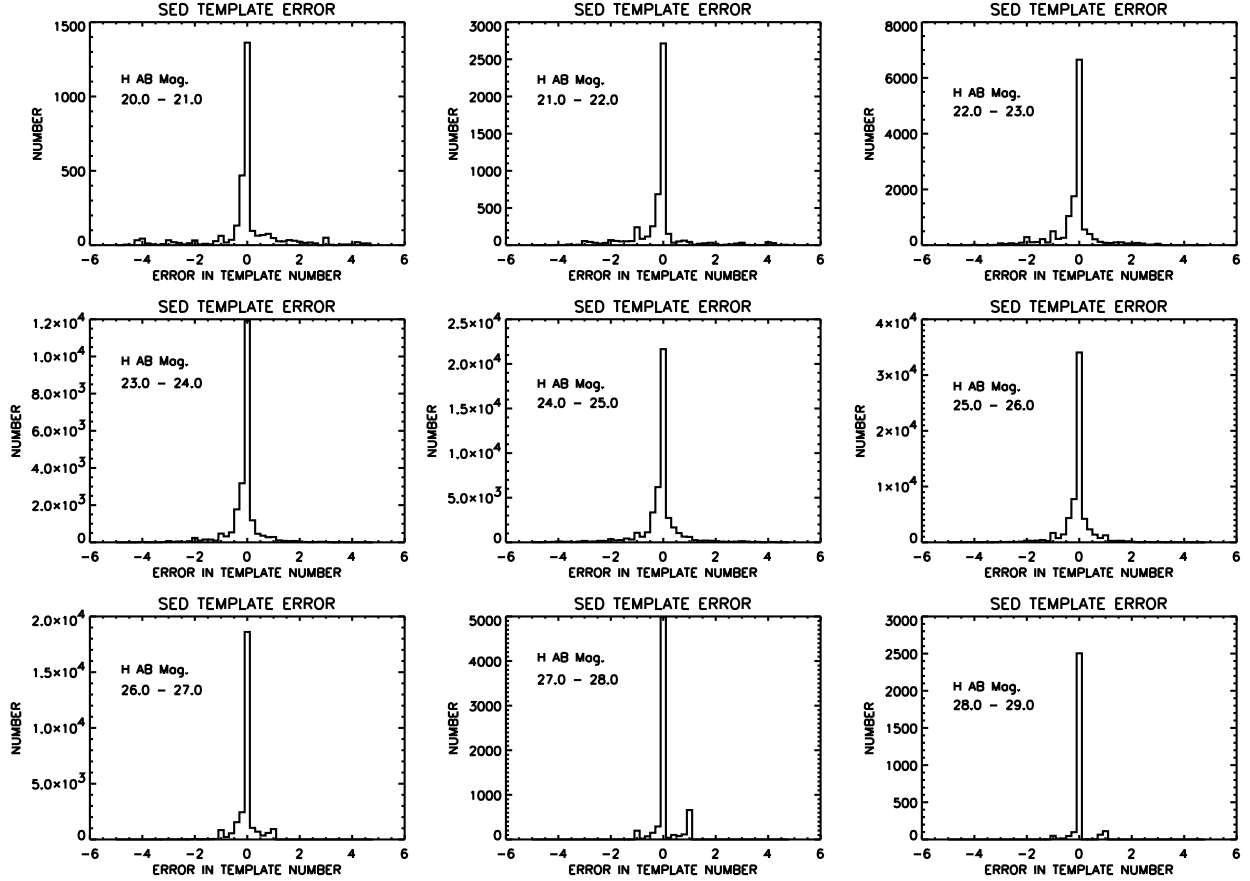 SED TEMPLATE ERROR
1500
1000
500
0
H AB Mag.
20.0 - 21.0
NUMBER
-6 -4 -2 0 2 4 6
ERROR IN TEMPLATE NUMBER
SED TEMPLATE ERROR
3000
2500
2000
1500
1000
500
0
H AB Mag.
21.0 - 22.0
NUMBER
-6 -4 -2 0 2 4 6
ERROR IN TEMPLATE NUMBER
SED TEMPLATE ERROR
8000
6000
4000
2000
0
H AB Mag.
22.0 - 23.0
NUMBER
-6 -4 -2 0 2 4 6
ERROR IN TEMPLATE NUMBER
SED TEMPLATE ERROR
1.2×10⁴
1.0×10⁴
8.0×10³
6.0×10³
4.0×10³
2.0×10³
0
H AB Mag.
23.0 - 24.0
NUMBER
-6 -4 -2 0 2 4 6
ERROR IN TEMPLATE NUMBER
SED TEMPLATE ERROR
2.5×10⁴
2.0×10⁴
1.5×10⁴
1.0×10⁴
5.0×10³
0
H AB Mag.
24.0 - 25.0
NUMBER
-6 -4 -2 0 2 4 6
ERROR IN TEMPLATE NUMBER
SED TEMPLATE ERROR
4×10⁴
3×10⁴
2×10⁴
1×10⁴
0
H AB Mag.
25.0 - 26.0
NUMBER
-6 -4 -2 0 2 4 6
ERROR IN TEMPLATE NUMBER
SED TEMPLATE ERROR
2.0×10⁴
1.5×10⁴
1.0×10⁴
5.0×10³
0
H AB Mag.
26.0 - 27.0
NUMBER
-6 -4 -2 0 2 4 6
ERROR IN TEMPLATE NUMBER
SED TEMPLATE ERROR
5000
4000
3000
2000
1000
0
H AB Mag.
27.0 - 28.0
NUMBER
-6 -4 -2 0 2 4 6
ERROR IN TEMPLATE NUMBER
SED TEMPLATE ERROR
3000
2500
2000
1500
1000
500
0
H AB Mag.
28.0 - 29.0
NUMBER
-6 -4 -2 0 2 4 6
ERROR IN TEMPLATE NUMBER